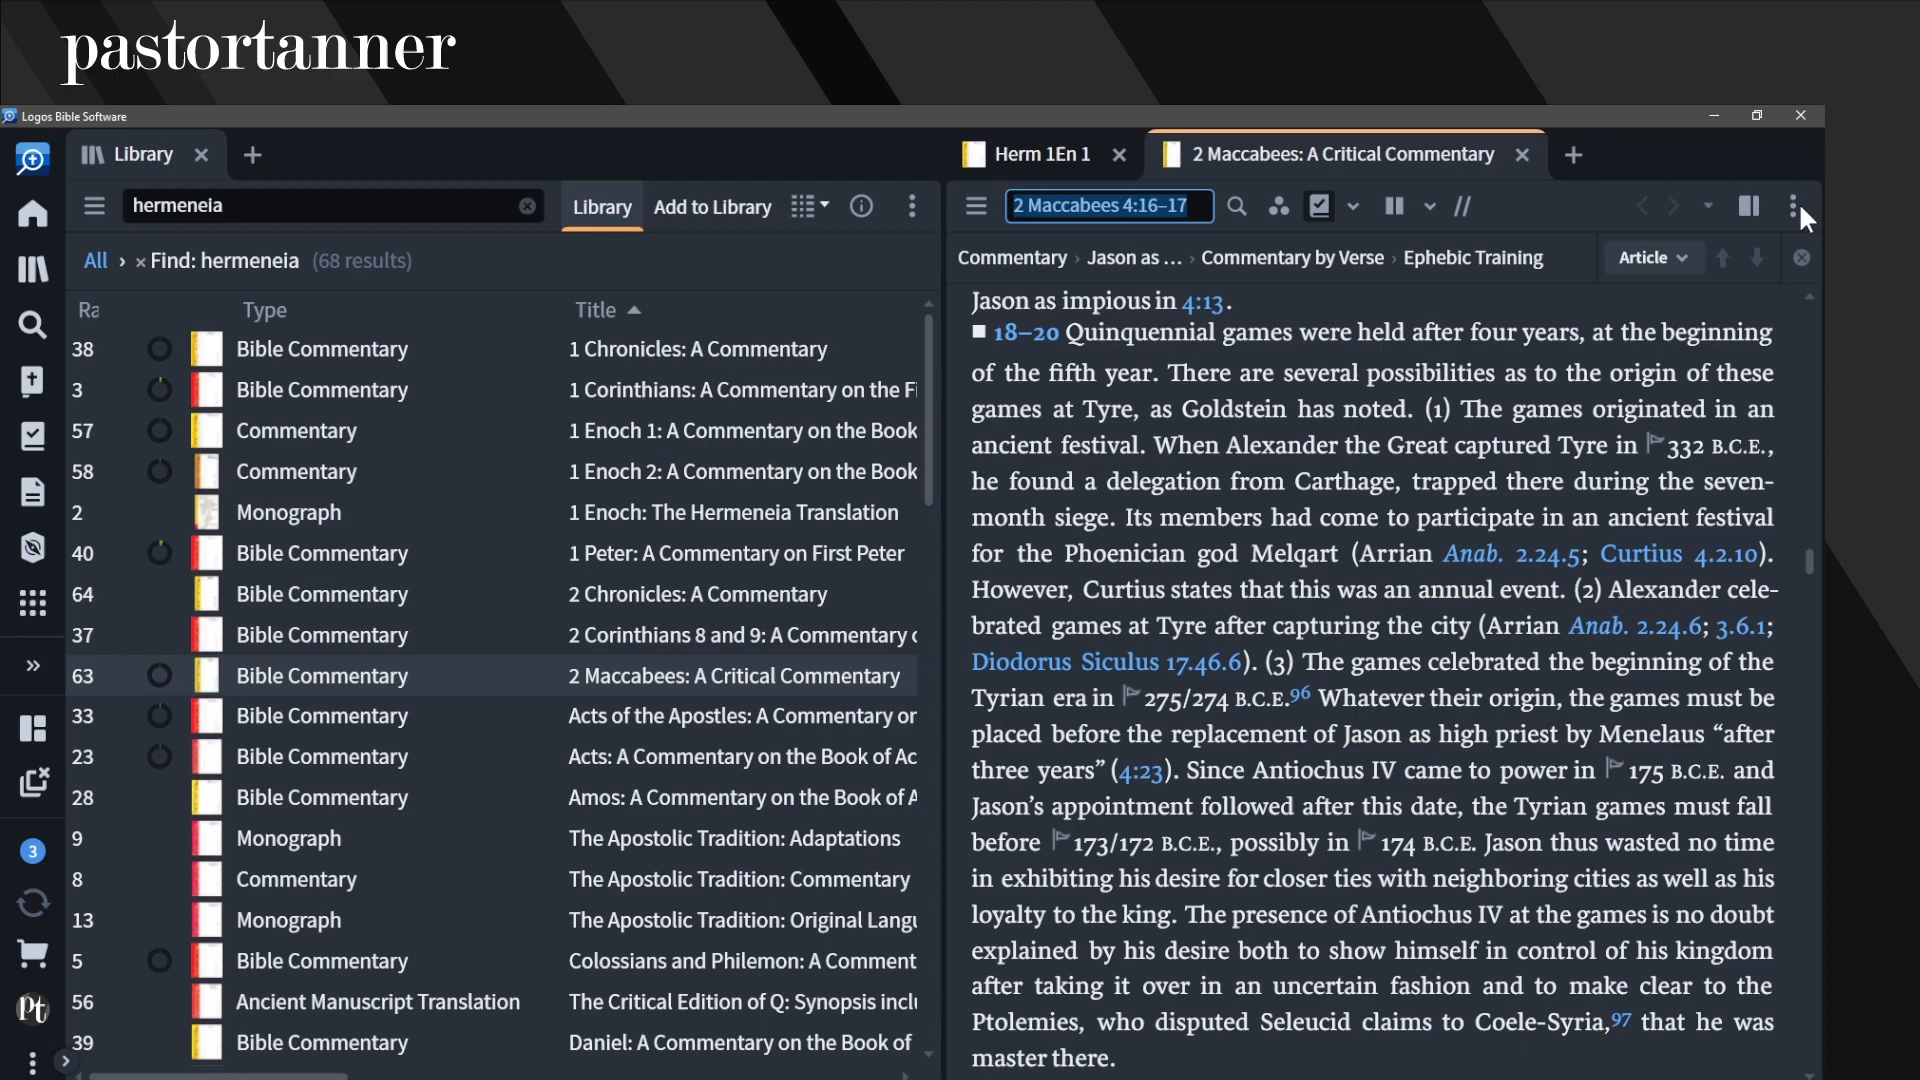 pastortanner
Logos Bible Software
Library
Herm 1En 1
2 Maccabees: A Critical Commentary
hermeneia
Library
Add to Library
2 Maccabees 4:16–17
All › × Find: hermeneia (68 results)
Commentary › Jason as ... › Commentary by Verse › Ephebic Training
Article
Ra Type Title
38 Bible Commentary 1 Chronicles: A Commentary
3 Bible Commentary 1 Corinthians: A Commentary on the Fi
57 Commentary 1 Enoch 1: A Commentary on the Book
58 Commentary 1 Enoch 2: A Commentary on the Book
2 Monograph 1 Enoch: The Hermeneia Translation
40 Bible Commentary 1 Peter: A Commentary on First Peter
64 Bible Commentary 2 Chronicles: A Commentary
37 Bible Commentary 2 Corinthians 8 and 9: A Commentary
63 Bible Commentary 2 Maccabees: A Critical Commentary
33 Bible Commentary Acts of the Apostles: A Commentary or
23 Bible Commentary Acts: A Commentary on the Book of Ac
28 Bible Commentary Amos: A Commentary on the Book of A
9 Monograph The Apostolic Tradition: Adaptations
8 Commentary The Apostolic Tradition: Commentary
13 Monograph The Apostolic Tradition: Original Langu
5 Bible Commentary Colossians and Philemon: A Comment
56 Ancient Manuscript Translation The Critical Edition of Q: Synopsis inclu
39 Bible Commentary Daniel: A Commentary on the Book of
3
pt
Jason as impious in 4:13.
■ 18–20 Quinquennial games were held after four years, at the beginning
of the fifth year. There are several possibilities as to the origin of these
games at Tyre, as Goldstein has noted. (1) The games originated in an
ancient festival. When Alexander the Great captured Tyre in 332 B.C.E.,
he found a delegation from Carthage, trapped there during the seven-
month siege. Its members had come to participate in an ancient festival
for the Phoenician god Melqart (Arrian Anab. 2.24.5; Curtius 4.2.10).
However, Curtius states that this was an annual event. (2) Alexander cele-
brated games at Tyre after capturing the city (Arrian Anab. 2.24.6; 3.6.1;
Diodorus Siculus 17.46.6). (3) The games celebrated the beginning of the
Tyrian era in 275/274 B.C.E.96 Whatever their origin, the games must be
placed before the replacement of Jason as high priest by Menelaus “after
three years” (4:23). Since Antiochus IV came to power in 175 B.C.E. and
Jason’s appointment followed after this date, the Tyrian games must fall
before 173/172 B.C.E., possibly in 174 B.C.E. Jason thus wasted no time
in exhibiting his desire for closer ties with neighboring cities as well as his
loyalty to the king. The presence of Antiochus IV at the games is no doubt
explained by his desire both to show himself in control of his kingdom
after taking it over in an uncertain fashion and to make clear to the
Ptolemies, who disputed Seleucid claims to Coele-Syria,97 that he was
master there.